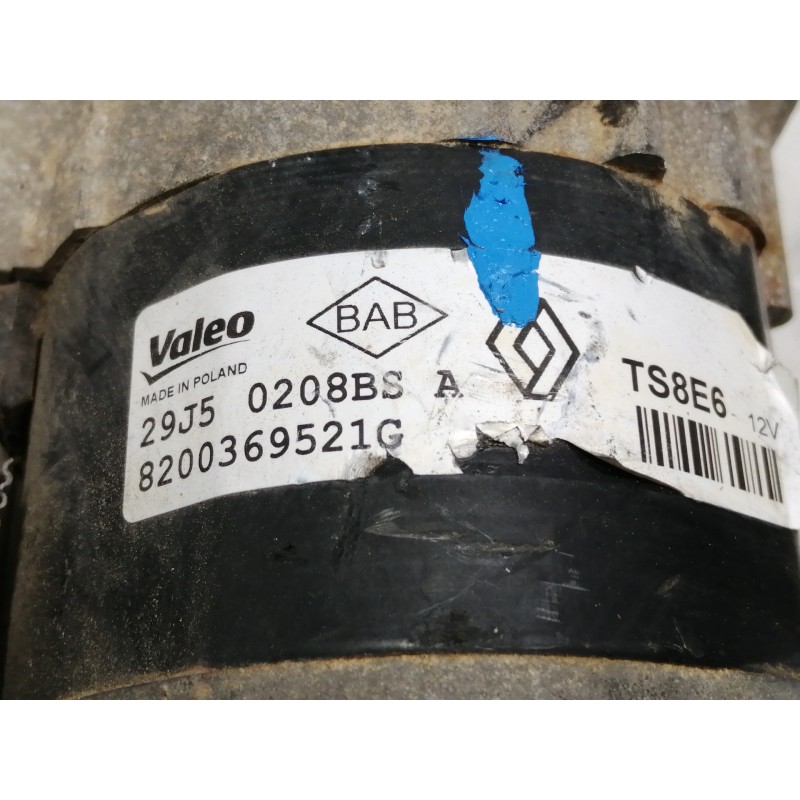 Valeo
MADE IN POLAND
BAB
29J5 0208BS A
8200369521G
TS8E6 12V